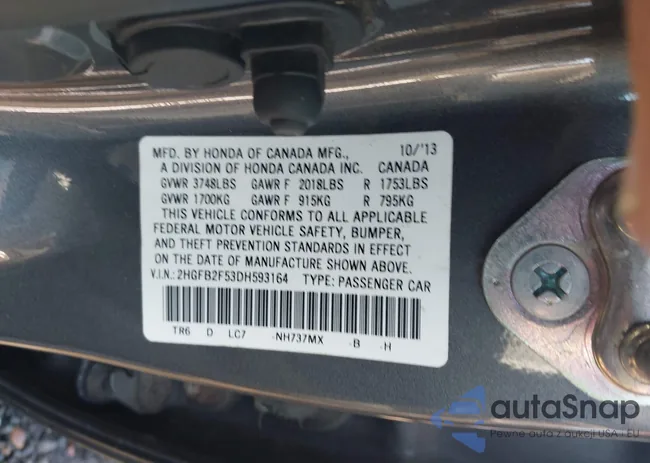 MFD. BY HONDA OF CANADA MFG., 10/'13
A DIVISION OF HONDA CANADA INC. CANADA
GVWR 3748LBS GAWR F 2018LBS R 1753LBS
GVWR 1700KG GAWR F 915KG R 795KG
THIS VEHICLE CONFORMS TO ALL APPLICABLE
FEDERAL MOTOR VEHICLE SAFETY, BUMPER,
AND THEFT PREVENTION STANDARDS IN EFFECT
ON THE DATE OF MANUFACTURE SHOWN ABOVE.
V.I.N.: 2HGFB2F53DH593164 TYPE: PASSENGER CAR
TR6 D LC7 -NH737MX -B -H
autaSnap
Pewne auta z aukcji USA i EU